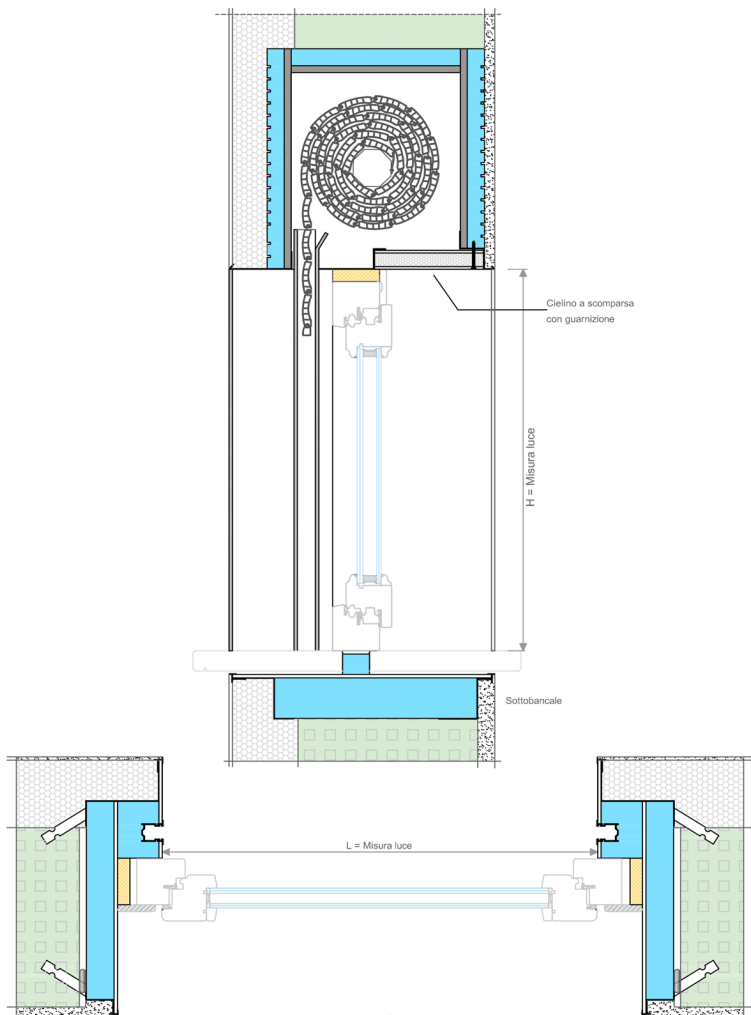 Cielino a scomparsa
con guarnizione
H = Misura luce
Sottobancale
L = Misura luce